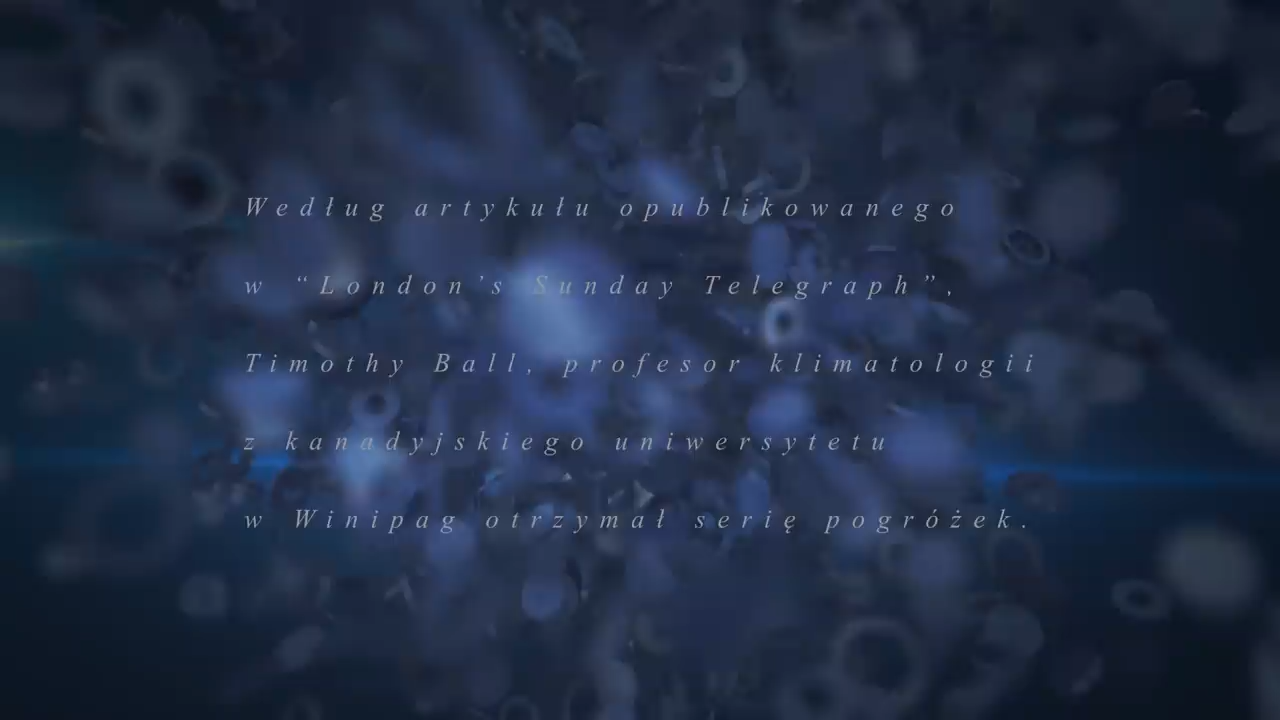 Według artykułu opublikowanego
w “London’s Sunday Telegraph”,
Timothy Ball, profesor klimatologii
z kanadyjskiego uniwersytetu
w Winipag otrzymał serię pogróżek.